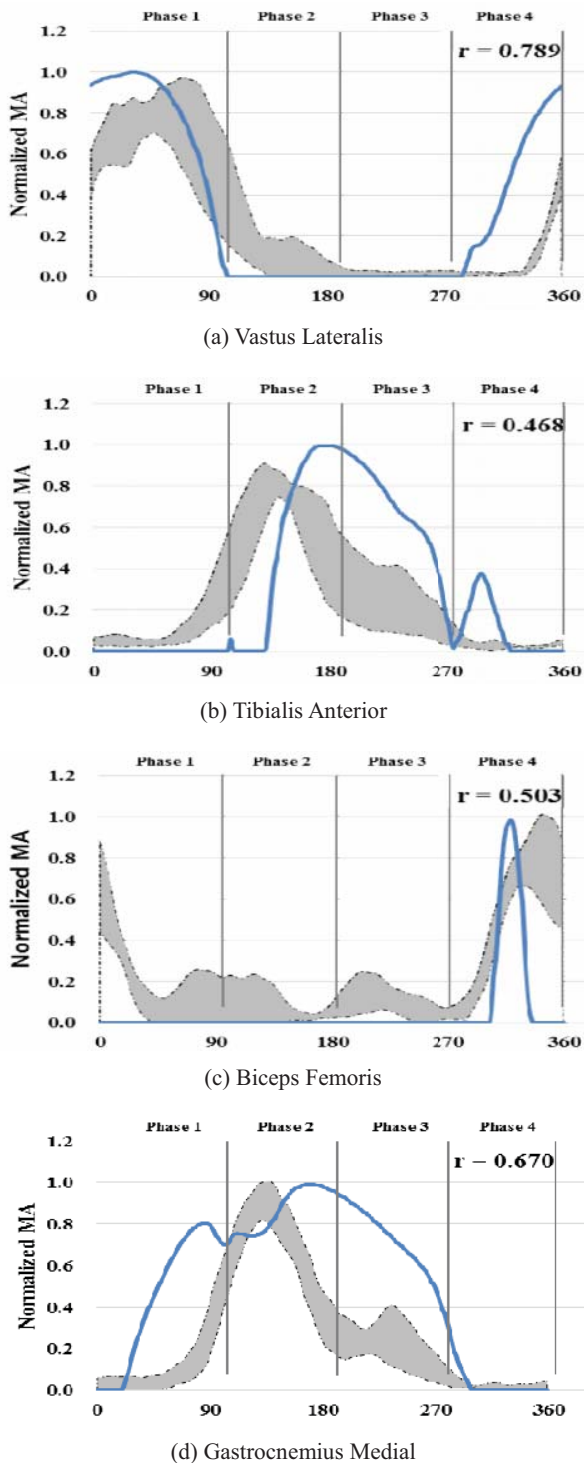 Phase 1 Phase 2 Phase 3 Phase 4
1.2
r = 0.789
1.0
0.8
0.6
0.4
0.2
0.0
Normalized MA
0 90 180 270 360
(a) Vastus Lateralis
Phase 1 Phase 2 Phase 3 Phase 4
1.2
r = 0.468
1.0
0.8
0.6
0.4
0.2
0.0
Normalized MA
0 90 180 270 360
(b) Tibialis Anterior
Phase 1 Phase 2 Phase 3 Phase 4
1.2
r = 0.503
1.0
0.8
0.6
0.4
0.2
0.0
Normalized MA
0 90 180 270 360
(c) Biceps Femoris
Phase 1 Phase 2 Phase 3 Phase 4
1.2
r – 0.670
1.0
0.8
0.6
0.4
0.2
0.0
Normalized MA
0 90 180 270 360
(d) Gastrocnemius Medial